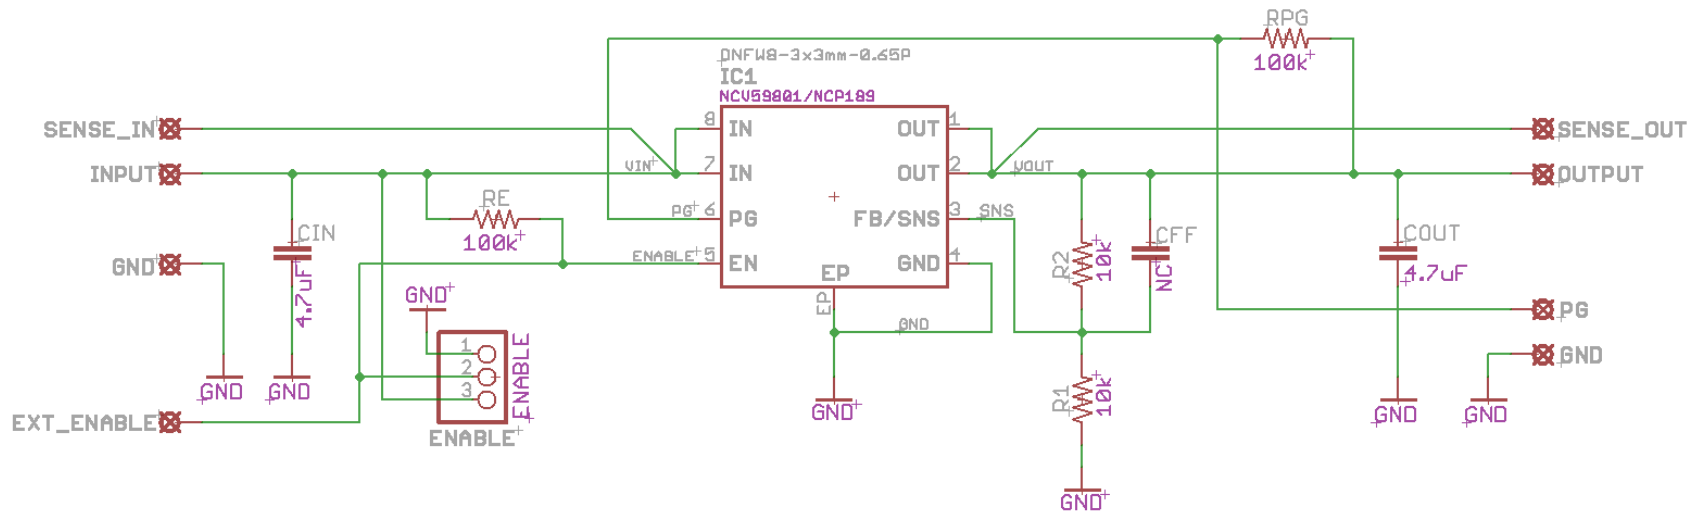 RPG
100k
DNFW8-3x3mm-0.65P
IC1
NCV59801/NCP189
SENSE_IN
8
IN
OUT
1
SENSE_OUT
INPUT
VIN
7
IN
OUT
2
VOUT
OUTPUT
RE
100k
PG
6
PG
FB/SNS
3
SNS
CIN
4.7uF
R2
10k
CFF
NC
COUT
4.7uF
GND
ENABLE
5
EN
GND
4
EP
EP
GND
GND
1
2
3
ENABLE
ENABLE
PG
GND
GND
GND
GND
R1
10k
GND
GND
EXT_ENABLE
GND